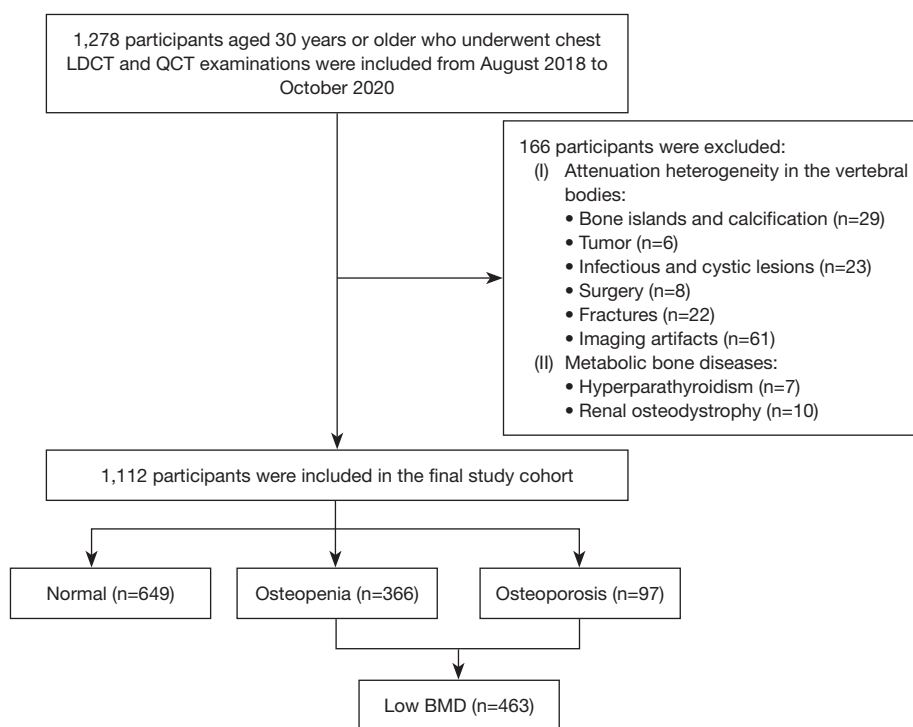 1,278 participants aged 30 years or older who underwent chest
LDCT and QCT examinations were included from August 2018 to
October 2020
166 participants were excluded:
(I) Attenuation heterogeneity in the vertebral
bodies:
• Bone islands and calcification (n=29)
• Tumor (n=6)
• Infectious and cystic lesions (n=23)
• Surgery (n=8)
• Fractures (n=22)
• Imaging artifacts (n=61)
(II) Metabolic bone diseases:
• Hyperparathyroidism (n=7)
• Renal osteodystrophy (n=10)
1,112 participants were included in the final study cohort
Normal (n=649)
Osteopenia (n=366)
Osteoporosis (n=97)
Low BMD (n=463)